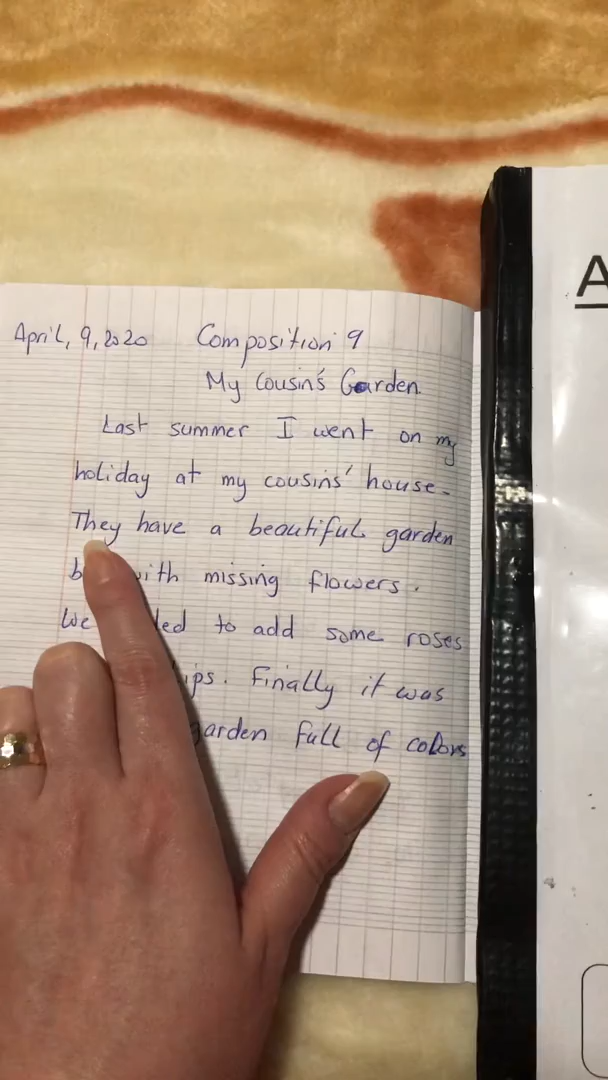 April, 9, 2020 Composition 9
My Cousin's Garden.
Last summer I went on my
holiday at my cousins' house.
They have a beautiful garden
with missing flowers.
We to add some roses
Finally it was
garden full of colors
A